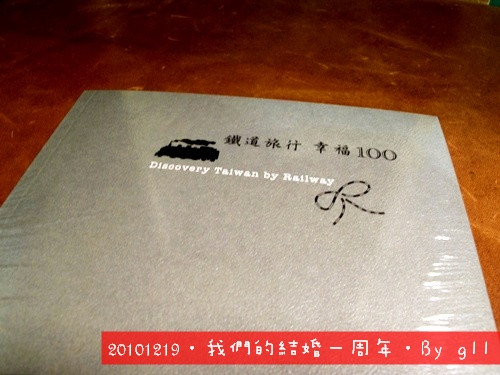 鐵道旅行 幸福100
Discovery Taiwan by Railway
20101219・我們的結婚一周年・By gll